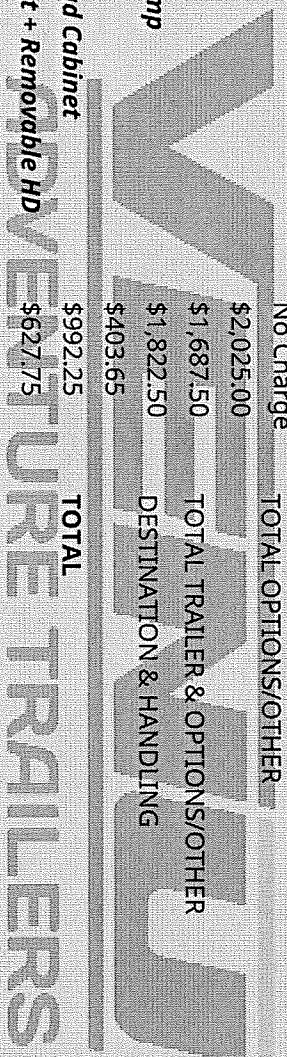 No Charge TOTAL OPTIONS/OTHER
$2,025.00
$1,687.50 TOTAL TRAILER & OPTIONS/OTHER
mp $1,822.50 DESTINATION & HANDLING
$403.65
d Cabinet $992.25 TOTAL
t + Removable HD $627.75
ADVENTURE TRAILERS